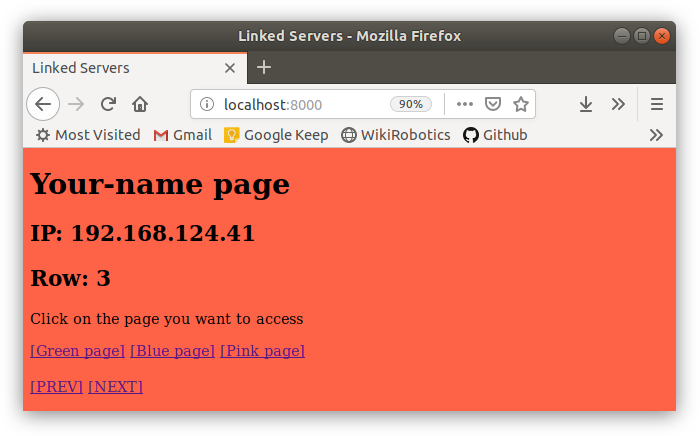 Linked Servers - Mozilla Firefox
Linked Servers
localhost:8000 90%
Most Visited Gmail Google Keep WikiRobotics Github
Your-name page
IP: 192.168.124.41
Row: 3
Click on the page you want to access
[Green page] [Blue page] [Pink page]
[PREV] [NEXT]